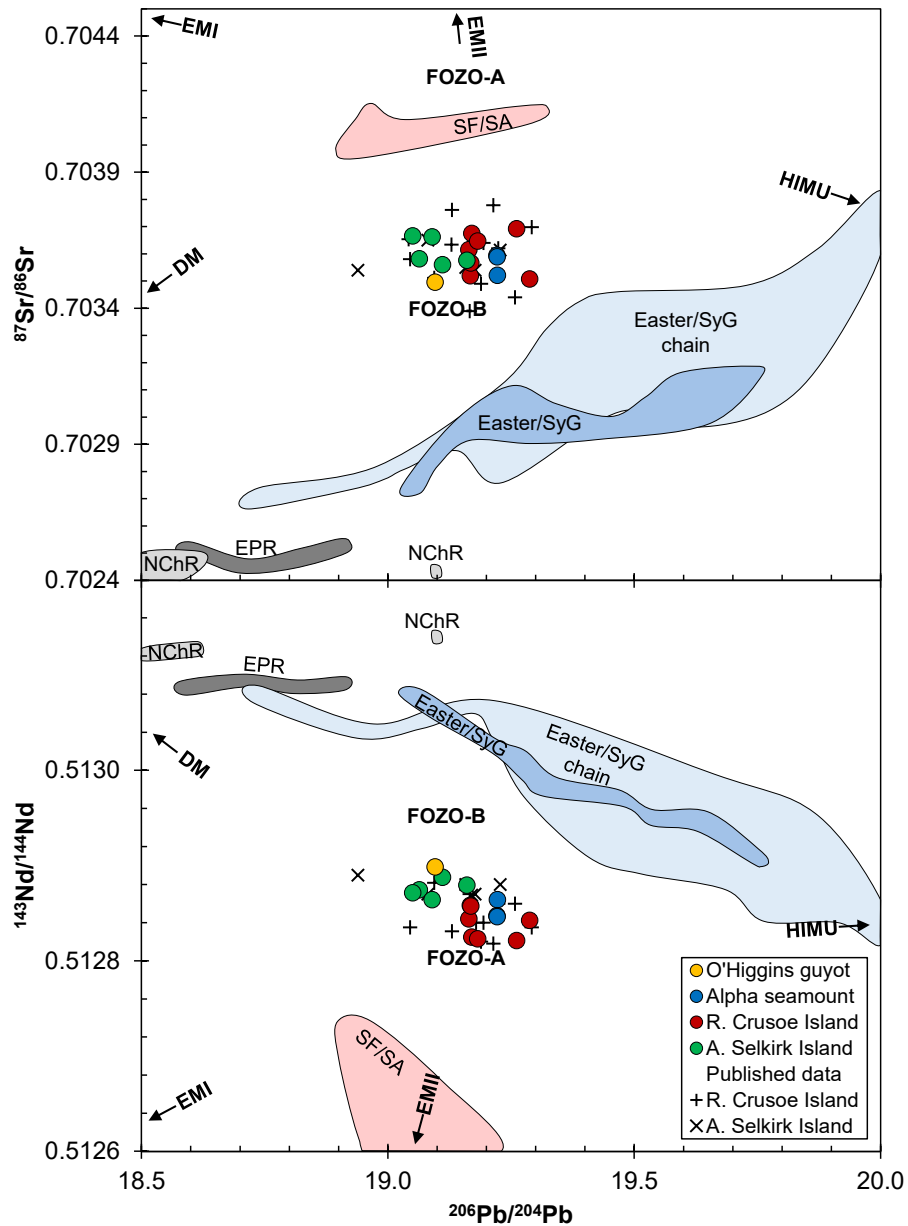 EMI
EMII
FOZO-A
SF/SA
HIMU
DM
FOZO-B
Easter/SyG
chain
Easter/SyG
EPR
NChR
NChR
0.7044
0.7039
0.7034
0.7029
0.7024
87Sr/86Sr
NChR
NChR
EPR
Easter/SyG
Easter/SyG
chain
DM
FOZO-B
HIMU
FOZO-A
SF/SA
EMII
EMI
0.5130
0.5128
0.5126
143Nd/144Nd
O'Higgins guyot
Alpha seamount
R. Crusoe Island
A. Selkirk Island
Published data
R. Crusoe Island
A. Selkirk Island
18.5
19.0
19.5
20.0
206Pb/204Pb